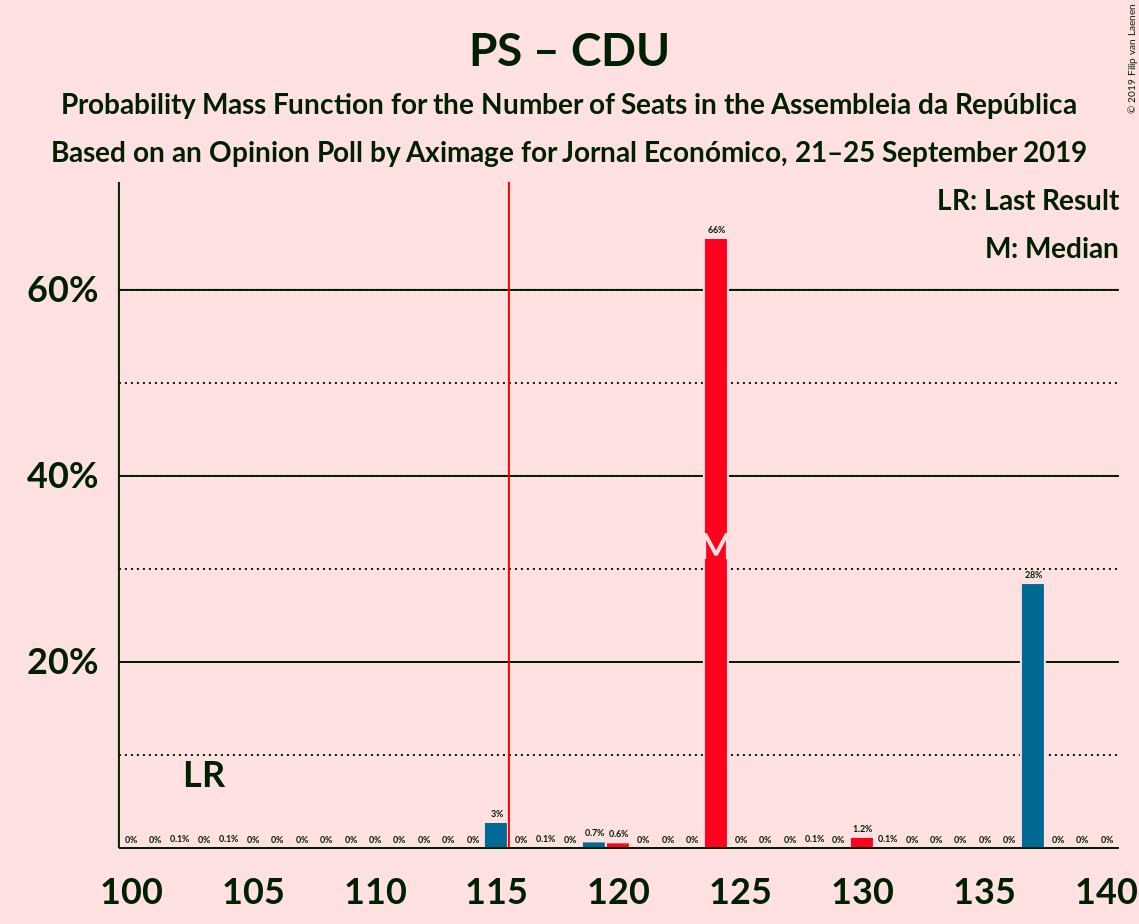 PS – CDU
Probability Mass Function for the Number of Seats in the Assembleia da República
Based on an Opinion Poll by Aximage for Jornal Económico, 21–25 September 2019
© 2019 Filip van Laenen
LR: Last Result
M: Median
60%
40%
20%
66%
M
28%
LR
0% 0% 0.1% 0% 0.1% 0% 0% 0% 0% 0% 0% 0% 0% 0% 0% 3% 0% 0.1% 0% 0.7% 0.6% 0% 0% 0% 0% 0% 0% 0.1% 0% 1.2% 0.1% 0% 0% 0% 0% 0% 0% 0% 0%
100 105 110 115 120 125 130 135 140